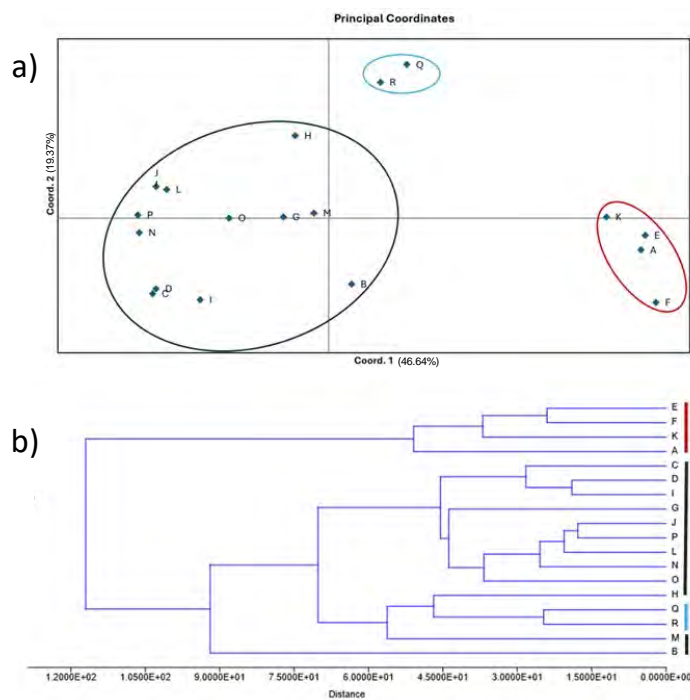 Principal Coordinates
a)
Q
R
H
J
L
P
O
G
M
K
N
E
A
D
C
I
B
F
Coord. 2 (19.37%)
Coord. 1 (46.64%)
b)
E
F
K
A
C
D
I
G
J
P
L
N
O
H
Q
R
M
B
1.2000E+02 1.0500E+01 9.0000E+01 7.5000E+01 6.0000E+01 4.5000E+01 3.0000E+01 1.5000E+01 0.0000E+00
Distance